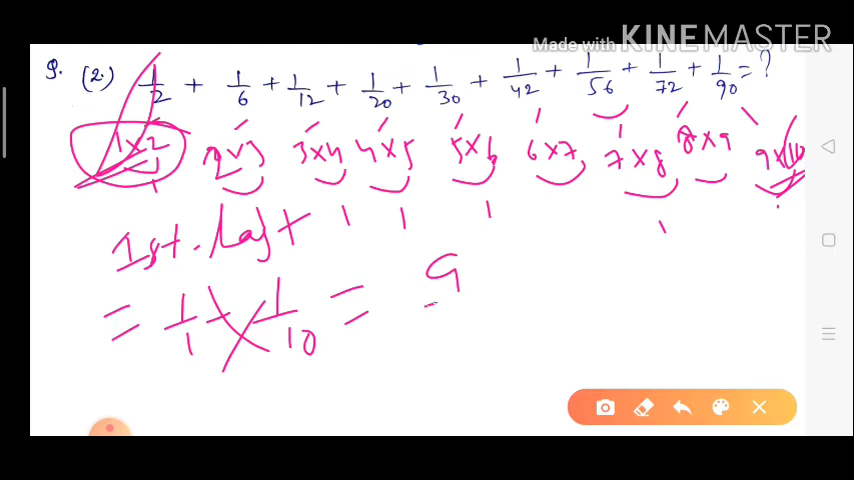 Made with KINEMASTER
Q. (2.) 1/2 + 1/6 + 1/12 + 1/20 + 1/30 + 1/42 + 1/56 + 1/72 + 1/90 = ?
1×2 2×3 3×4 4×5 5×6 6×7 7×8 8×9 9×10
1st - Last
= 1/1 - 1/10 = 9